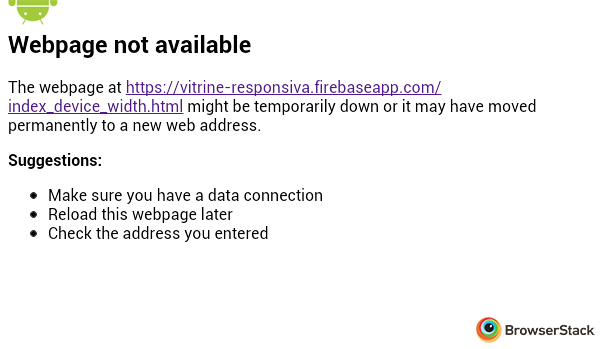 Webpage not available
The webpage at https://vitrine-responsiva.firebaseapp.com/
index_device_width.html might be temporarily down or it may have moved
permanently to a new web address.
Suggestions:
Make sure you have a data connection
Reload this webpage later
Check the address you entered
BrowserStack